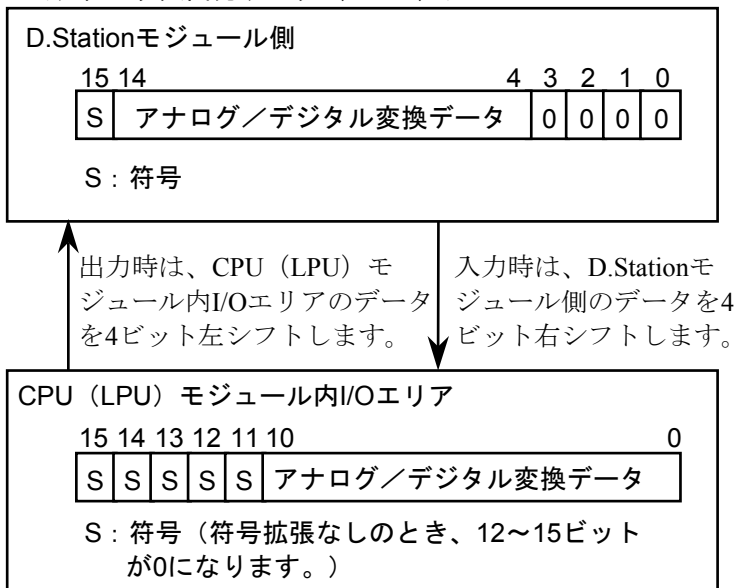 D.Stationモジュール側
15 14 4 3 2 1 0
S アナログ／デジタル変換データ 0 0 0 0
S：符号
出力時は、CPU（LPU）モ
ジュール内I/Oエリアのデータ
を4ビット左シフトします。
入力時は、D.Stationモ
ジュール側のデータを4
ビット右シフトします。
CPU（LPU）モジュール内I/Oエリア
15 14 13 12 11 10 0
S S S S S アナログ／デジタル変換データ
S：符号（符号拡張なしのとき、12～15ビット
が0になります。）